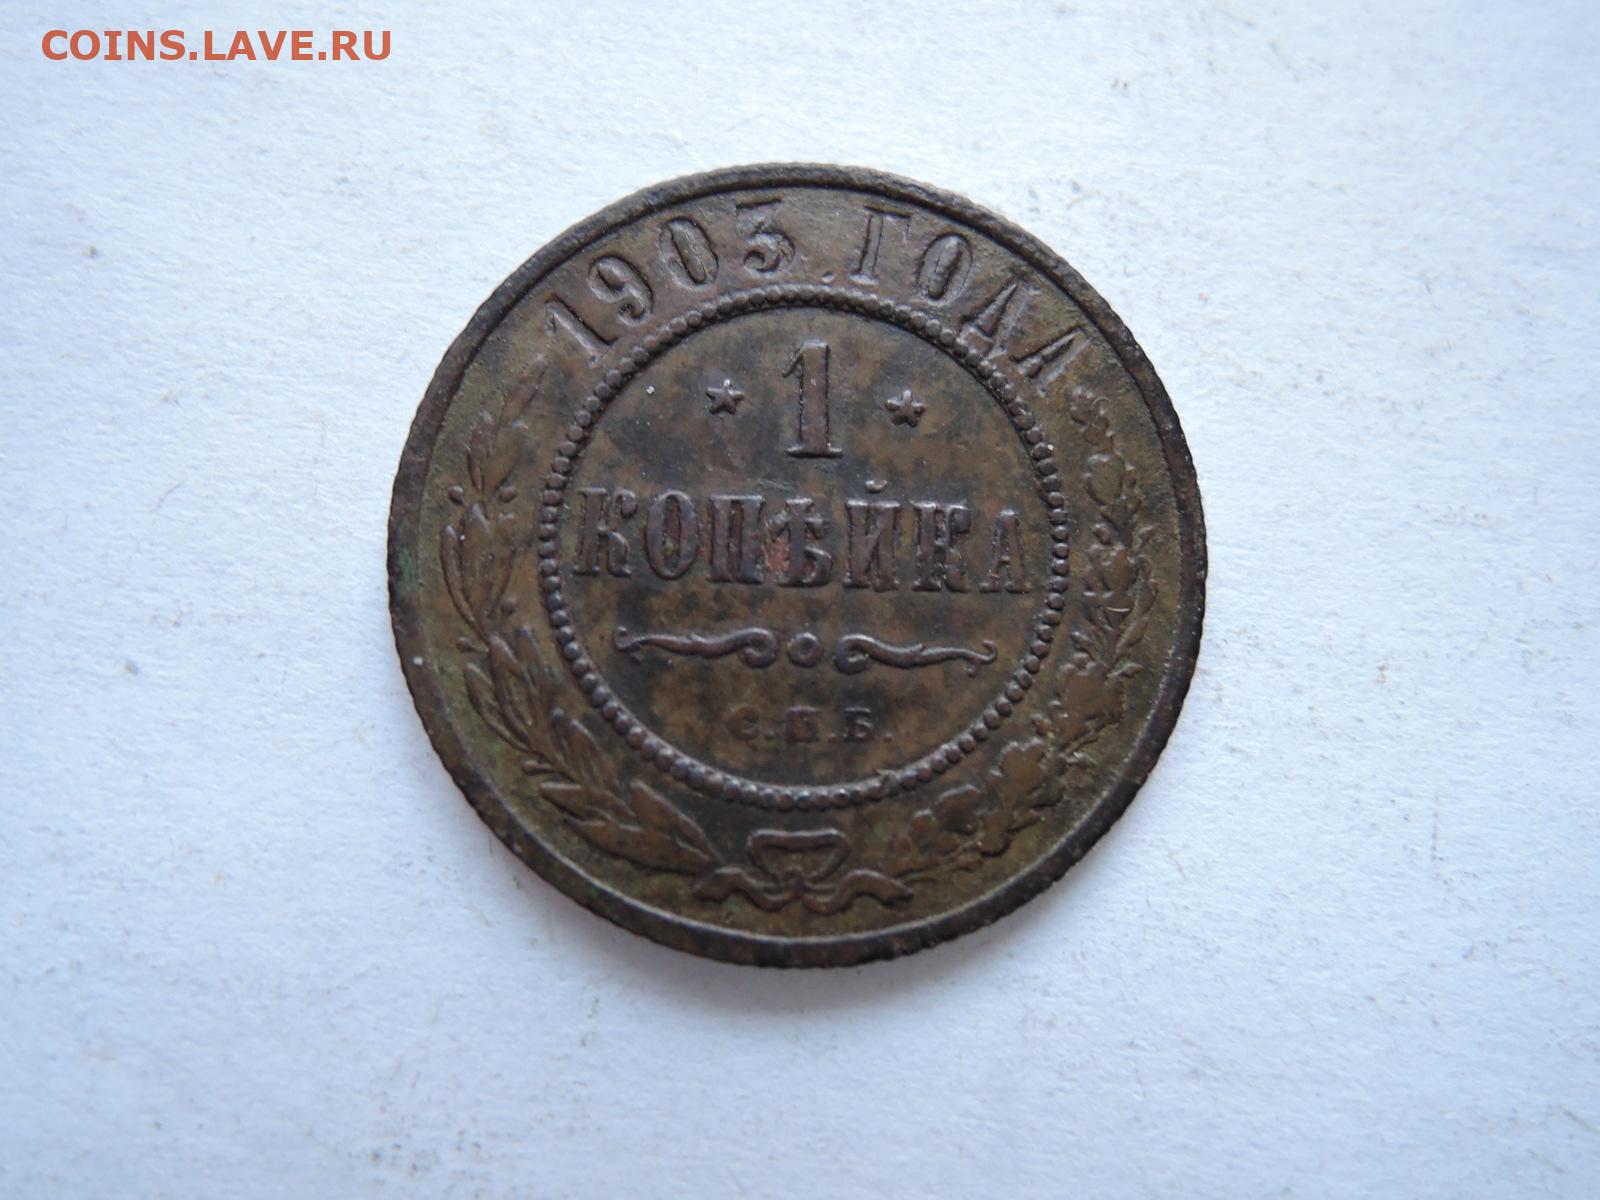 COINS.LAVE.RU
1903 ГОДА
1
КОПѢЙКА
С.П.Б.